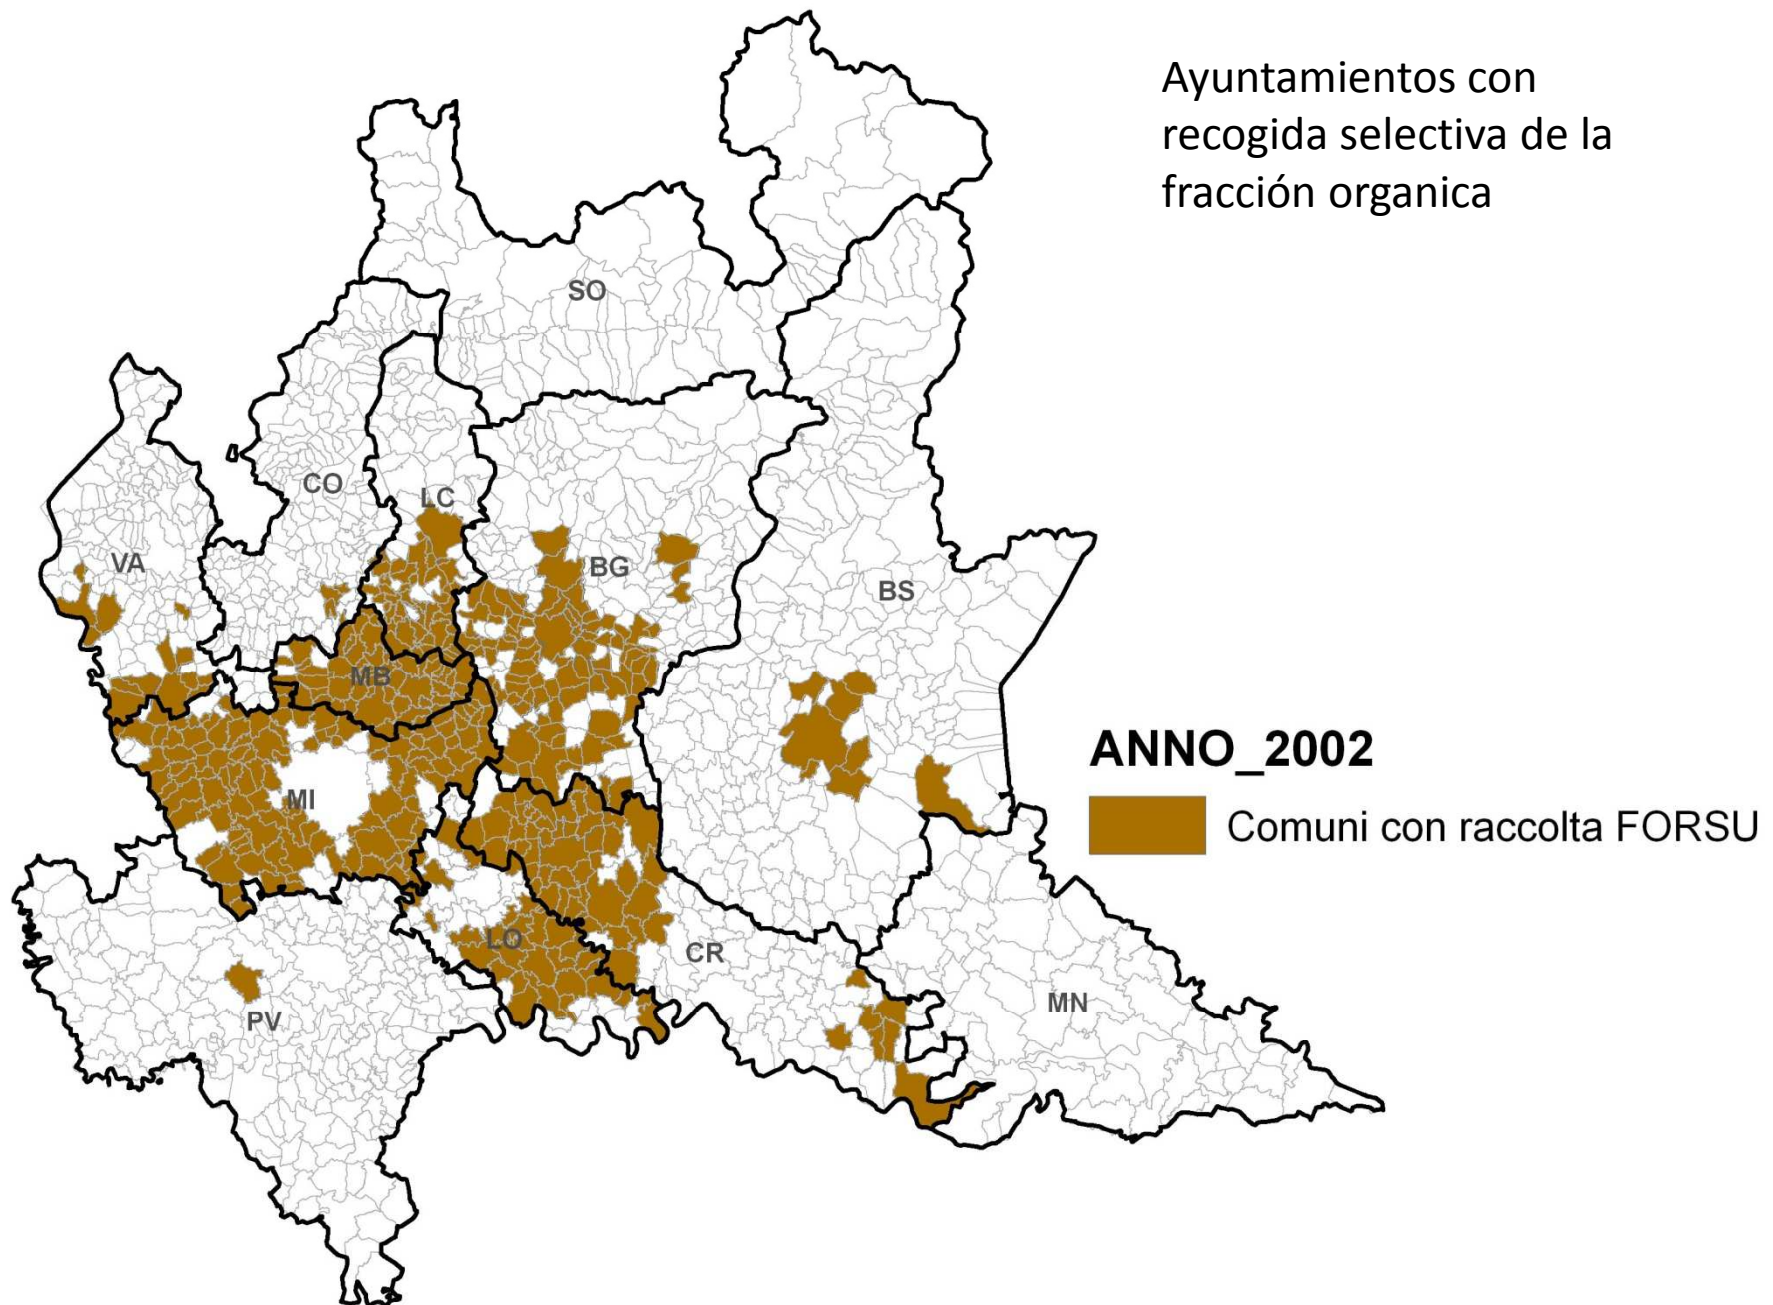 Ayuntamientos con
recogida selectiva de la
fracción organica
SO
CO
LC
VA
BG
BS
MB
ANNO_2002
MI
Comuni con raccolta FORSU
LO
CR
MN
PV